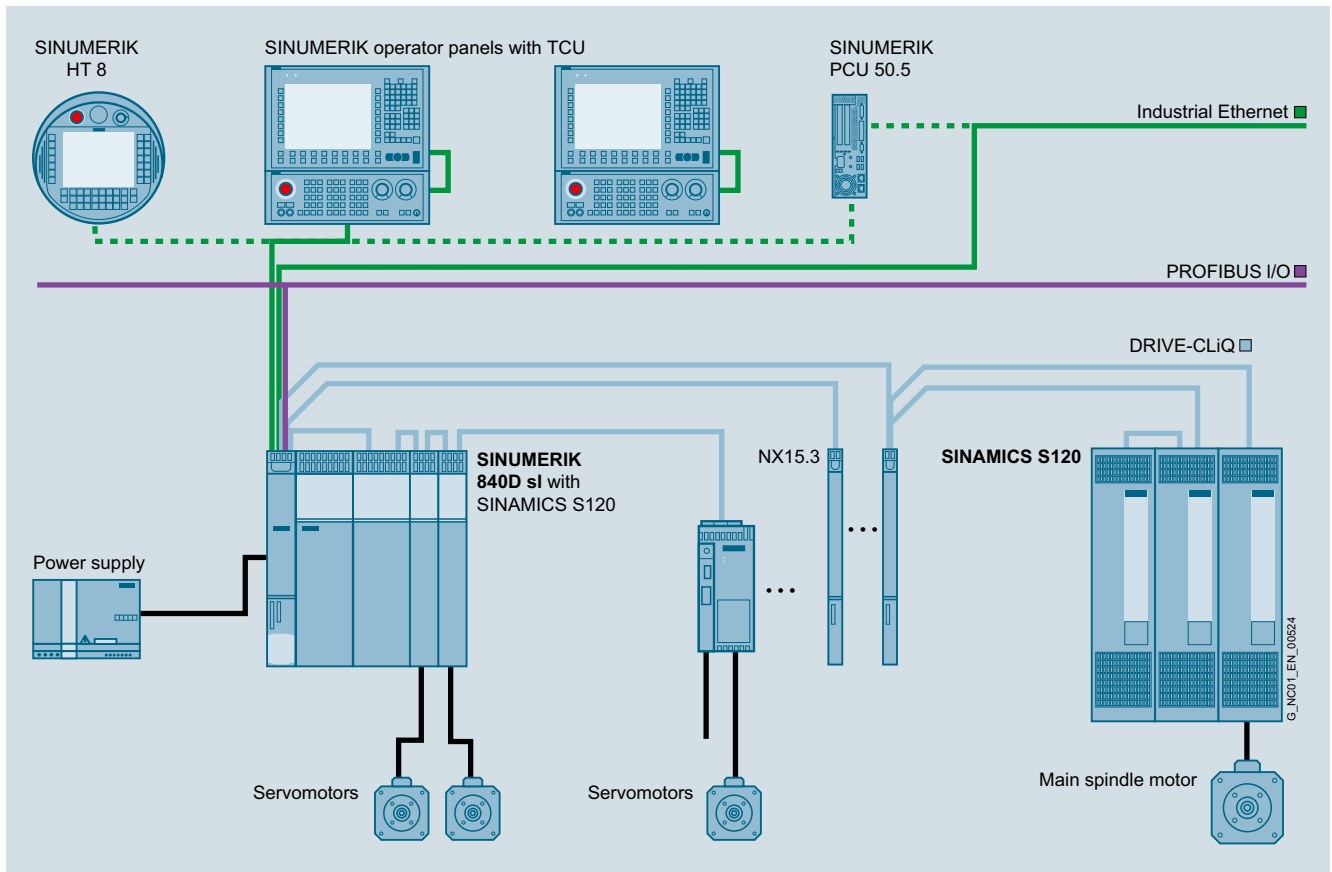 SINUMERIK
HT 8
SINUMERIK operator panels with TCU
SINUMERIK
PCU 50.5
Industrial Ethernet
PROFIBUS I/O
DRIVE-CLiQ
SINUMERIK
840D sl with
SINAMICS S120
NX15.3
SINAMICS S120
Power supply
G_NC01_EN_00524
Servomotors
Servomotors
Main spindle motor